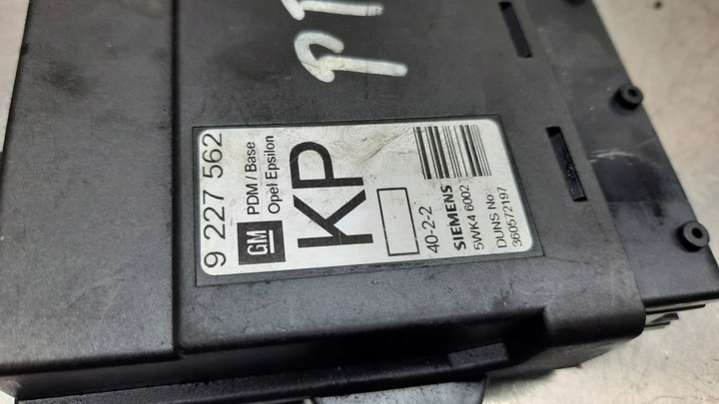 9 227 562
GM
PDM / Base
Opel Epsilon
KP
40-2-2
SIEMENS
5WK4 6002
DUNS No
360572197